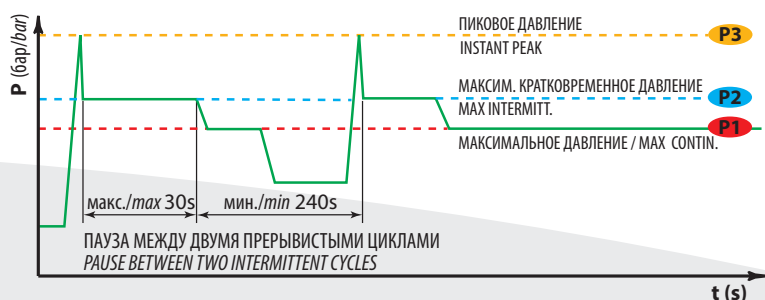 P (бар/bar)
ПИКОВОЕ ДАВЛЕНИЕ
INSTANT PEAK
P3
МАКСИМ. КРАТКОВРЕМЕННОЕ ДАВЛЕНИЕ
MAX INTERMITT.
P2
P1
МАКСИМАЛЬНОЕ ДАВЛЕНИЕ / MAX CONTIN.
макс./max 30s
мин./min 240s
ПАУЗА МЕЖДУ ДВУМЯ ПРЕРЫВИСТЫМИ ЦИКЛАМИ
PAUSE BETWEEN TWO INTERMITTENT CYCLES
t (s)